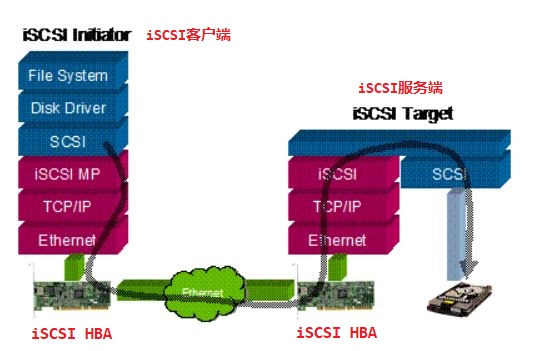 iSCSI Initiator
iSCSI客户端
File System
Disk Driver
SCSI
iSCSI MP
TCP/IP
Ethernet
iSCSI HBA
Ethernet
iSCSI服务端
iSCSI Target
iSCSI
SCSI
TCP/IP
Ethernet
iSCSI HBA